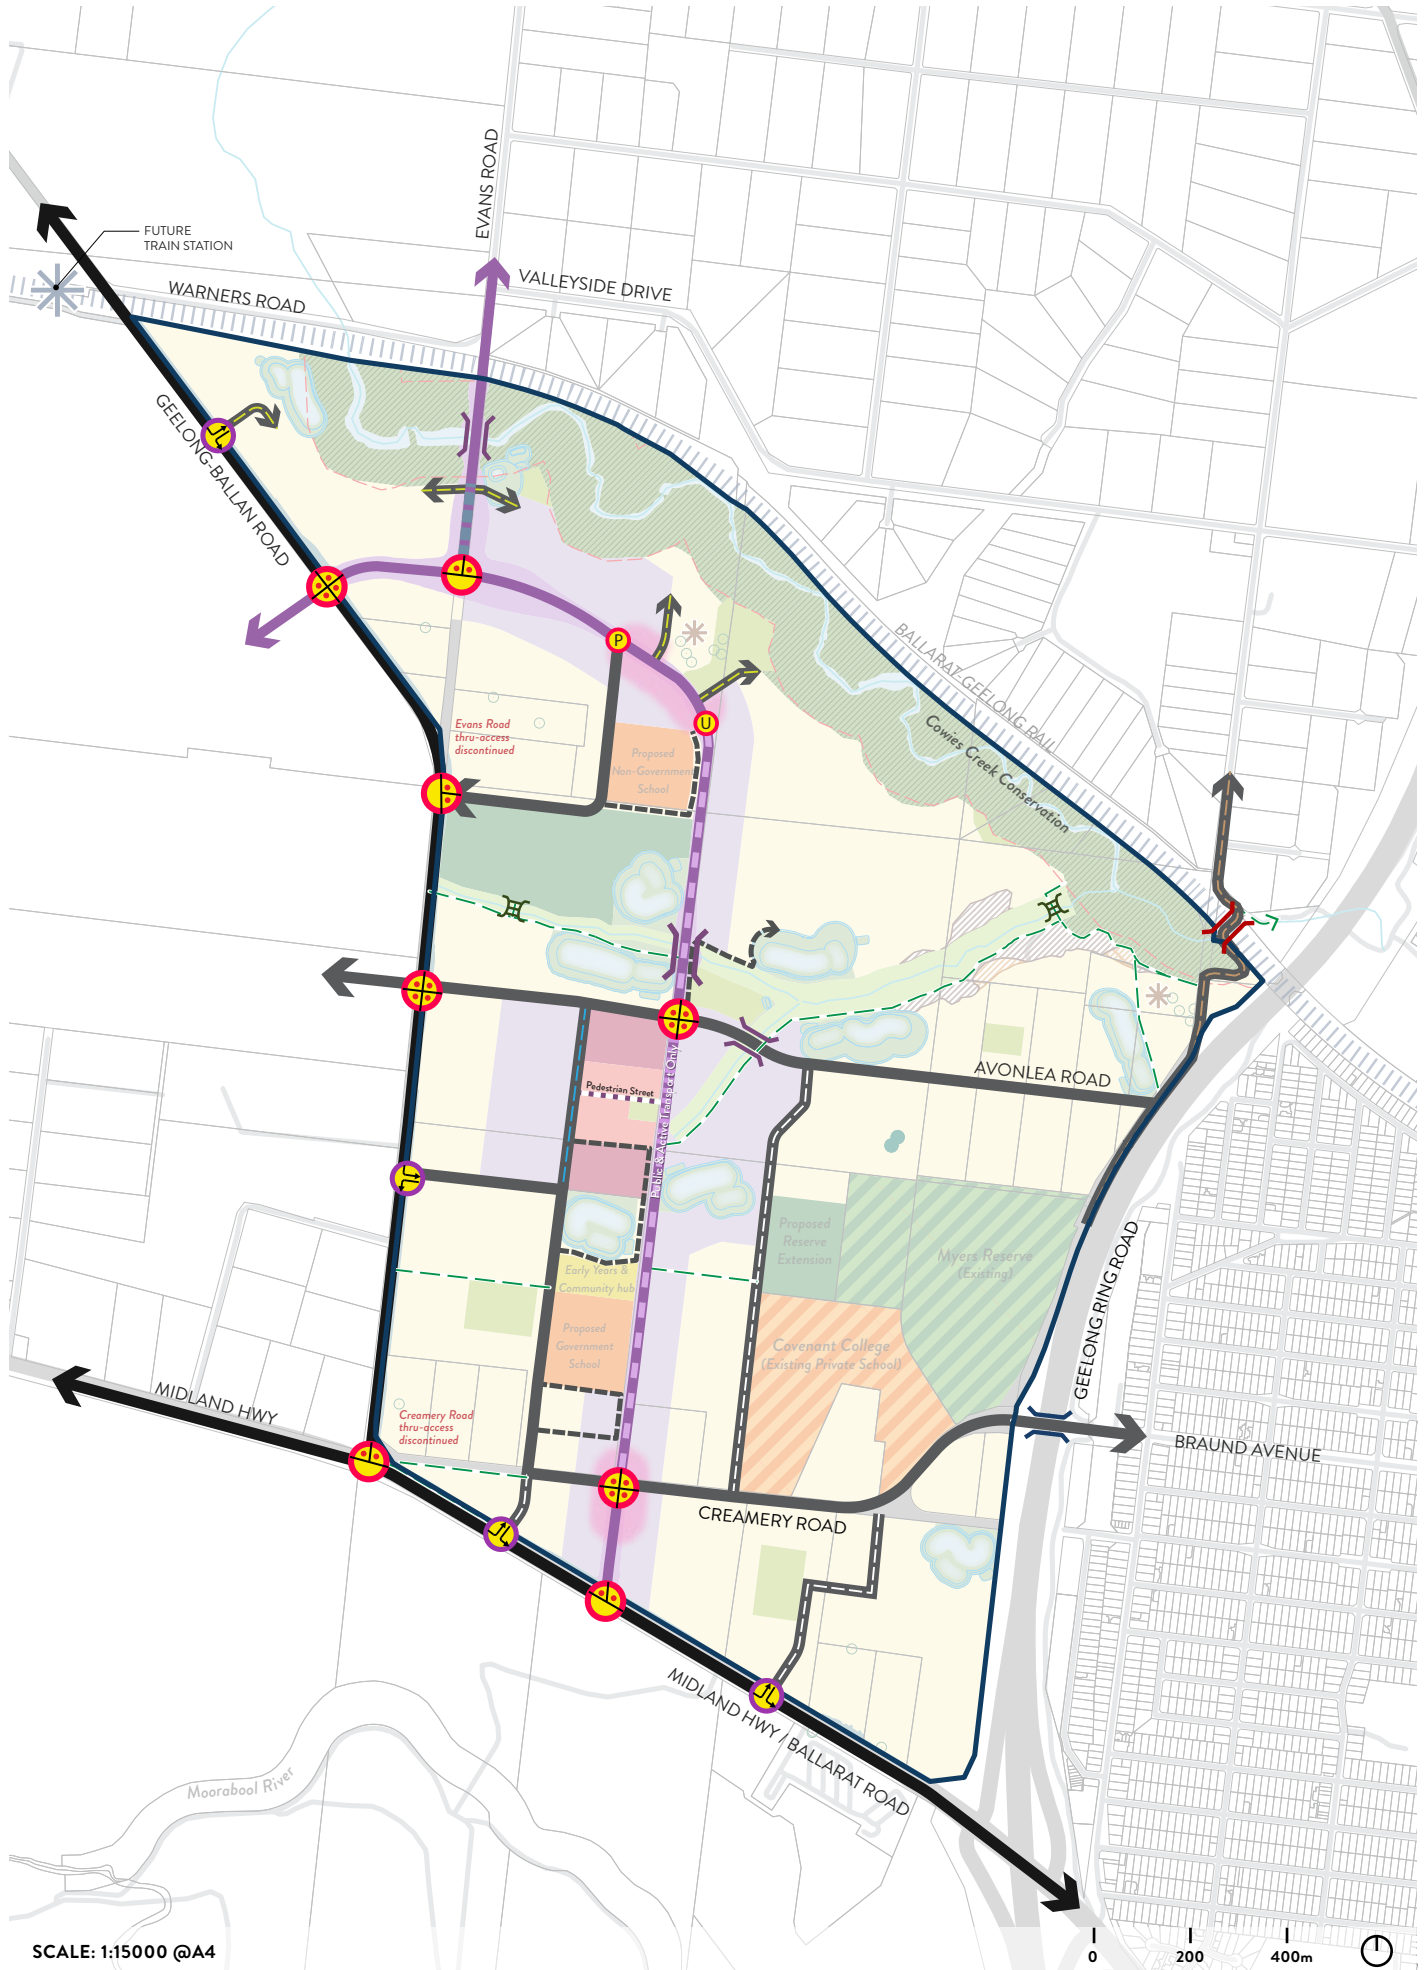 EVANS ROAD
FUTURE
TRAIN STATION
VALLEYSIDE DRIVE
WARNERS ROAD
GEELONG-BALLAN ROAD
P
U
BALLARAT-GEELONG RAIL
Cowies Creek Conservation
Evans Road
thru-access
discontinued
Proposed
Non-Government
School
AVONLEA ROAD
Pedestrian Street
Public & Active Transport Only
Proposed
Reserve
Extension
Myers Reserve
(Existing)
Early Years &
Community hub
Proposed
Government
School
Covenant College
(Existing Private School)
GEELONG RING ROAD
MIDLAND HWY
Creamery Road
thru-access
discontinued
BRAUND AVENUE
CREAMERY ROAD
MIDLAND HWY / BALLARAT ROAD
Moorabool River
SCALE: 1:15000 @A4
0 200 400m